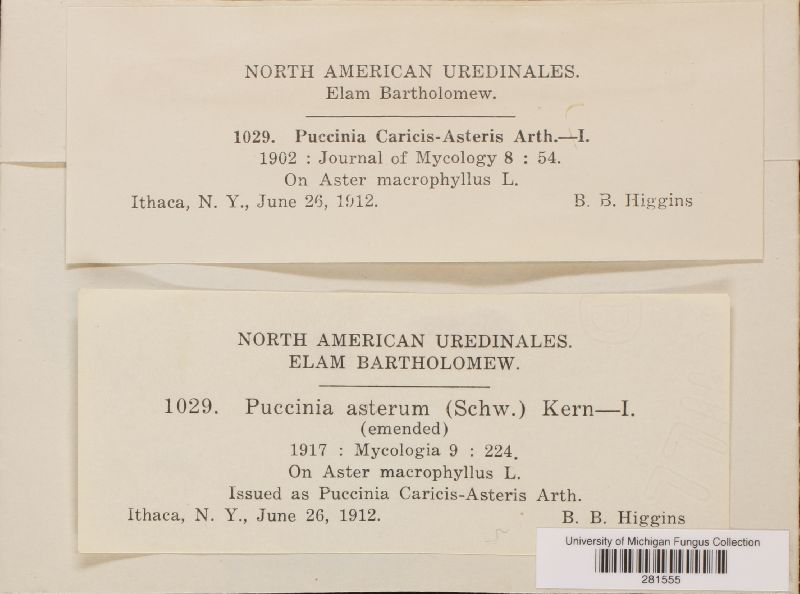 NORTH AMERICAN UREDINALES.
Elam Bartholomew.
1029. Puccinia Caricis-Asteris Arth.—I.
1902 : Journal of Mycology 8 : 54.
On Aster macrophyllus L.
Ithaca, N. Y., June 26, 1912. B. B. Higgins
NORTH AMERICAN UREDINALES.
ELAM BARTHOLOMEW.
1029. Puccinia asterum (Schw.) Kern—I.
(emended)
1917 : Mycologia 9 : 224.
On Aster macrophyllus L.
Issued as Puccinia Caricis-Asteris Arth.
Ithaca, N. Y., June 26, 1912. B. B. Higgins
University of Michigan Fungus Collection
281555